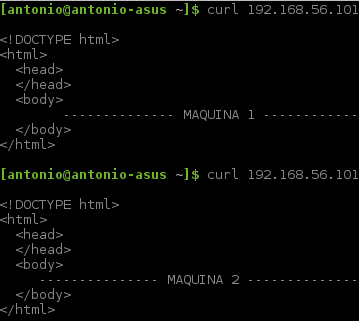 [antonio@antonio-asus ~]$ curl 192.168.56.101
<!DOCTYPE html>
<html>
  <head>
  </head>
  <body>
        -------------- MAQUINA 1 ------------
  </body>
</html>
[antonio@antonio-asus ~]$ curl 192.168.56.101
<!DOCTYPE html>
<html>
  <head>
  </head>
  <body>
     --------------- MAQUINA 2 --------------
  </body>
</html>